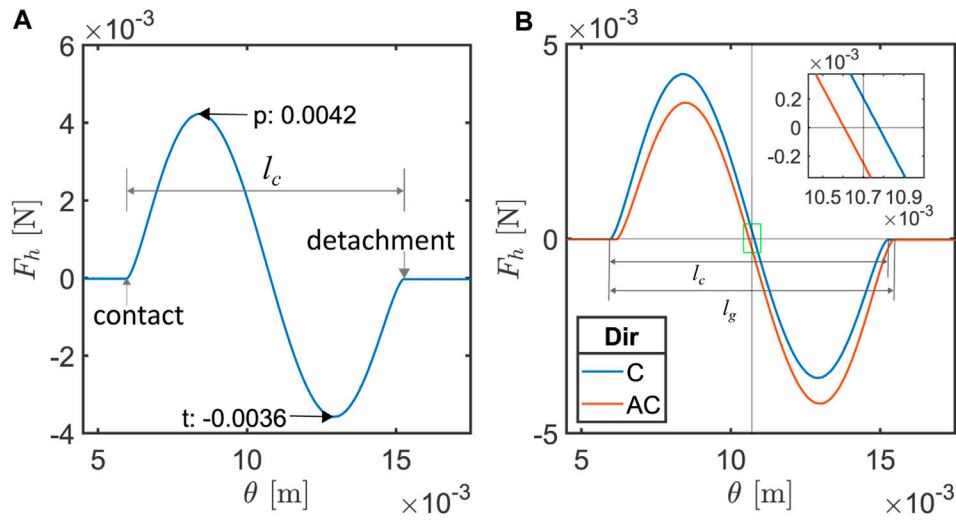 A
×10⁻³
6
4
2
0
-2
-4
F_h [N]
p: 0.0042
l_c
detachment
contact
t: -0.0036
5
10
15
θ [m]
×10⁻³
B
×10⁻³
5
0
-5
F_h [N]
×10⁻³
0.2
0
-0.2
10.5 10.7 10.9
×10⁻³
l_c
l_g
Dir
C
AC
5
10
15
θ [m]
×10⁻³